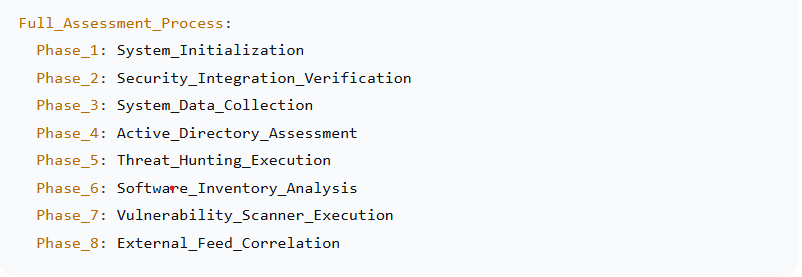 Full_Assessment_Process:
Phase_1: System_Initialization
Phase_2: Security_Integration_Verification
Phase_3: System_Data_Collection
Phase_4: Active_Directory_Assessment
Phase_5: Threat_Hunting_Execution
Phase_6: Software_Inventory_Analysis
Phase_7: Vulnerability_Scanner_Execution
Phase_8: External_Feed_Correlation